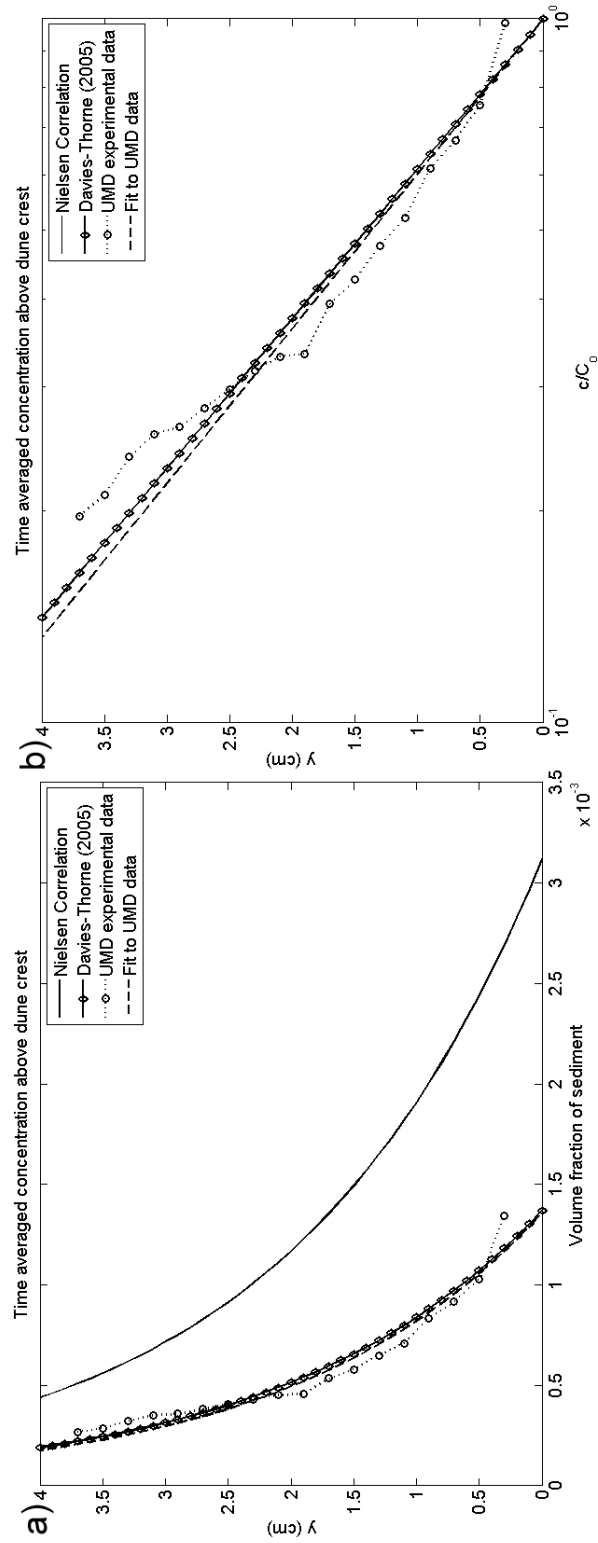 a)
Time averaged concentration above dune crest
Nielsen Correlation
Davies-Thorne (2005)
UMD experimental data
Fit to UMD data
y (cm)
4
3.5
3
2.5
2
1.5
1
0.5
0
0
0.5
1
1.5
2
2.5
3
3.5
x 10-3
Volume fraction of sediment
b)
Time averaged concentration above dune crest
Nielsen Correlation
Davies-Thorne (2005)
UMD experimental data
Fit to UMD data
y (cm)
4
3.5
3
2.5
2
1.5
1
0.5
0
10-1
100
c/C0